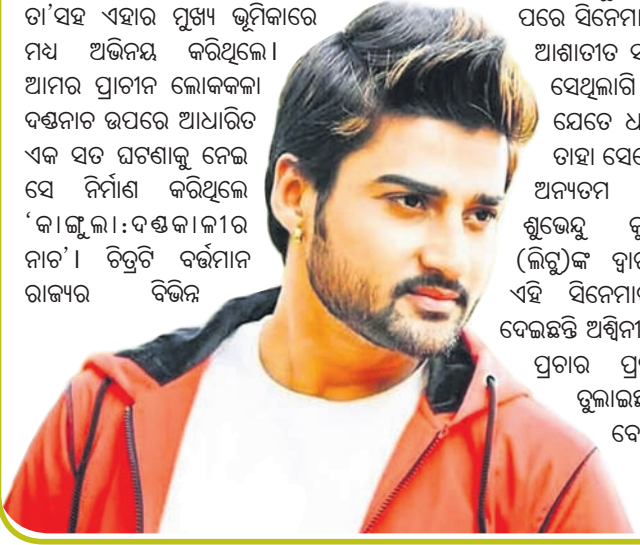 ତା'ସହ ଏହାର ମୁଖ୍ୟ ଭୂମିକାରେ
ମଧ୍ୟ ଅଭିନୟ କରିଥିଲେ।
ଆମର ପ୍ରାଚୀନ ଲୋକକଳା
ଦଣ୍ଡନାଚ ଉପରେ ଆଧାରିତ
ଏକ ସତ ଘଟଣାକୁ ନେଇ
ସେ ନିର୍ମାଣ କରିଥିଲେ
'କାଙ୍ଗୁଲା:ଦଣ୍ଡକାଳୀର
ନାଚ'। ଚିତ୍ରଟି ବର୍ତ୍ତମାନ
ରାଜ୍ୟର ବିଭିନ୍ନ
ପରେ ସିନେମା
ଆଶାତୀତ
ସେଥିଲାଗି
ଯେତେ
ତାହା
ଅନ୍ୟତମ
ଶୁଭେନ୍ଦୁ
(ଲିଟୁ)ଙ୍କ
ଏହି ସିନେମା
ଦେଇଛନ୍ତି
ପ୍ରଚାର